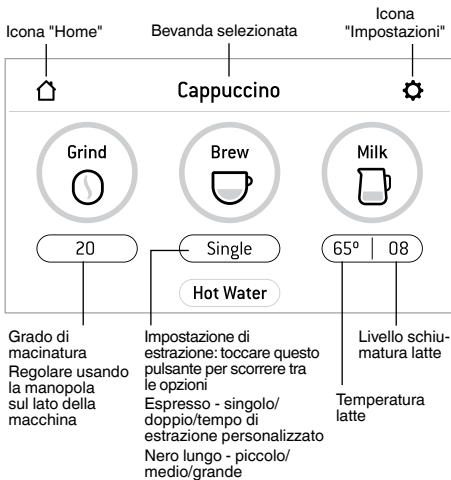 Icona "Home"
Bevanda selezionata
Icona
"Impostazioni"
Cappuccino
Grind
Brew
Milk
20
Single
65º | 08
Hot Water
Grado di
macinatura
Regolare usando
la manopola
sul lato della
macchina
Impostazione di
estrazione: toccare questo
pulsante per scorrere tra
le opzioni
Espresso - singolo/
doppio/tempo di
estrazione personalizzato
Nero lungo - piccolo/
medio/grande
Temperatura
latte
Livello schiu-
matura latte